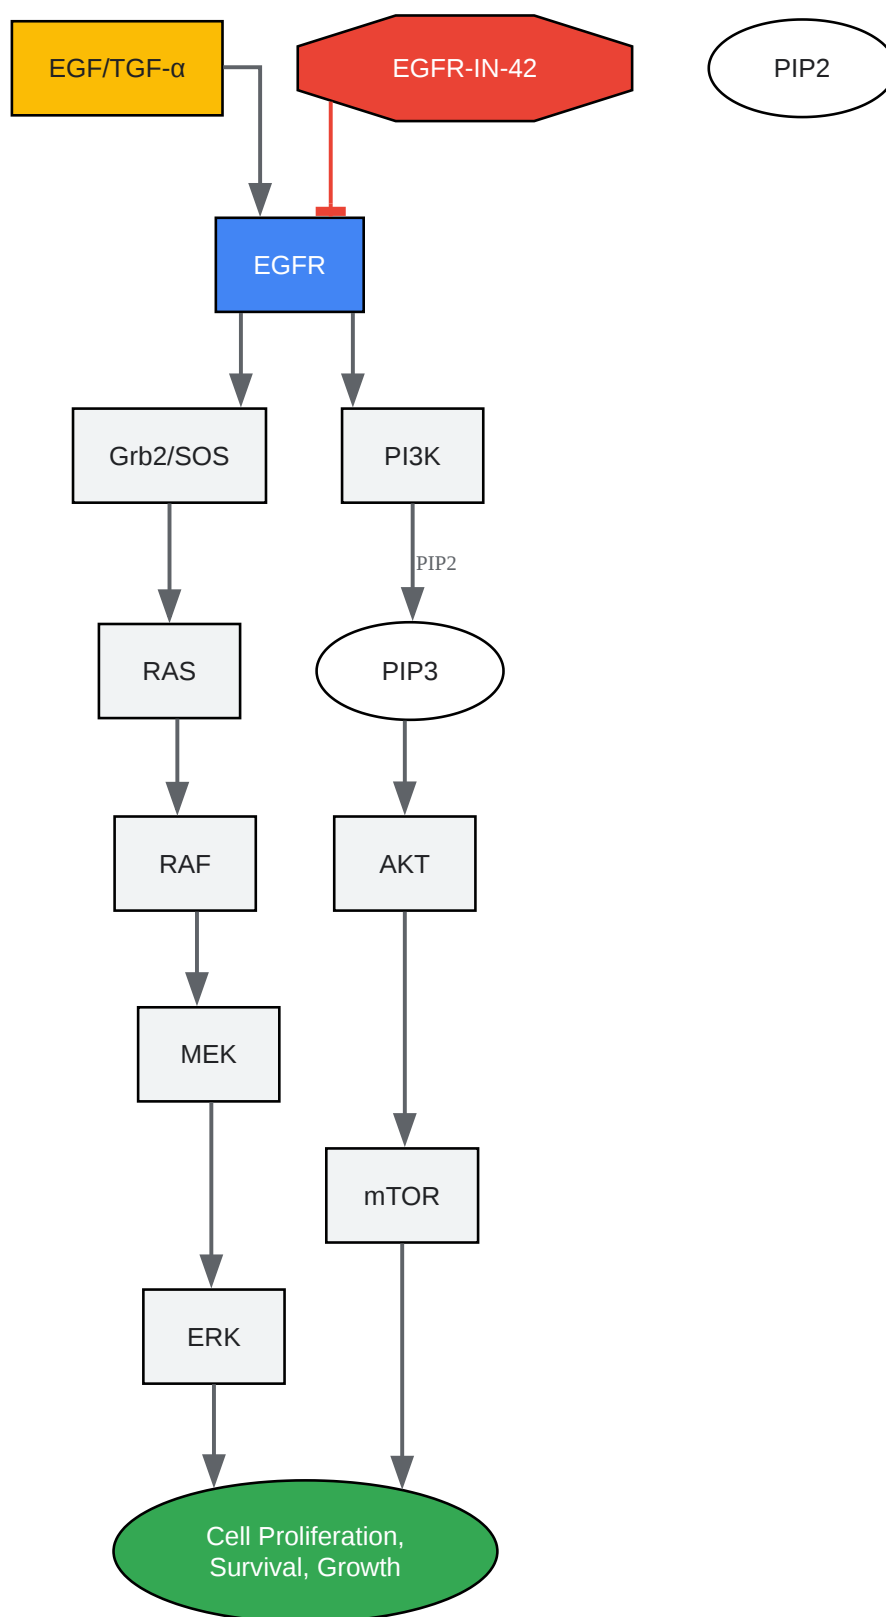 EGF/TGF-α
EGFR-IN-42
PIP2
EGFR
Grb2/SOS
PI3K
PIP2
RAS
PIP3
RAF
AKT
MEK
mTOR
ERK
Cell Proliferation,
Survival, Growth